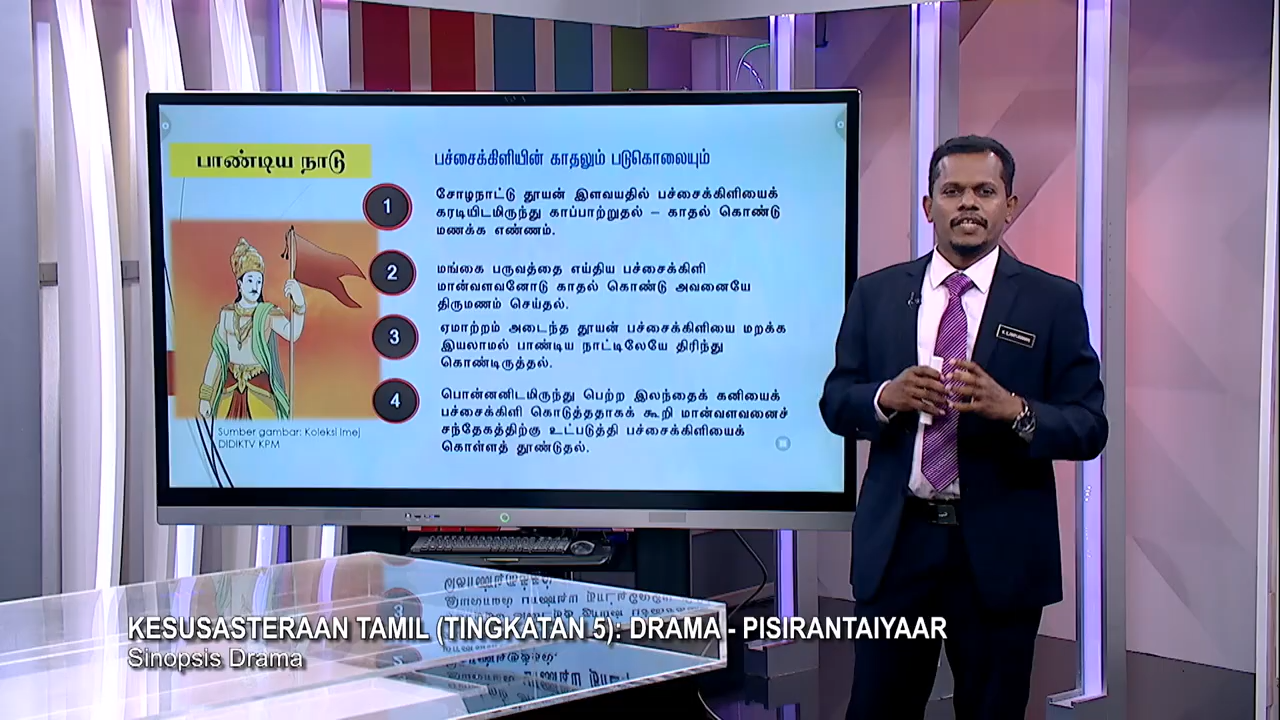 பாண்டிய நாடு
பச்சைக்கிளியின் காதலும் படுகொலையும்
1
சோழநாட்டு தூயன் இளவயதில் பச்சைக்கிளியைக்
கரடியிடமிருந்து காப்பாற்றுதல் – காதல் கொண்டு
மணக்க எண்ணம்.
2
மங்கை பருவத்தை எய்திய பச்சைக்கிளி
மான்வளவனோடு காதல் கொண்டு அவனையே
திருமணம் செய்தல்.
3
ஏமாற்றம் அடைந்த தூயன் பச்சைக்கிளியை மறக்க
இயலாமல் பாண்டிய நாட்டிலேயே திரிந்து
கொண்டிருத்தல்.
4
பொன்னனிடமிருந்து பெற்ற இலந்தைக் கனியைக்
பச்சைக்கிளி கொடுத்ததாகக் கூறி மான்வளவனைச்
சந்தேகத்திற்கு உட்படுத்தி பச்சைக்கிளியைக்
கொள்ளத் தூண்டுதல்.
Sumber gambar: Koleksi Imej
DIDIKTV KPM
KESUSASTERAAN TAMIL (TINGKATAN 5): DRAMA - PISIRANTAIYAAR
Sinopsis Drama